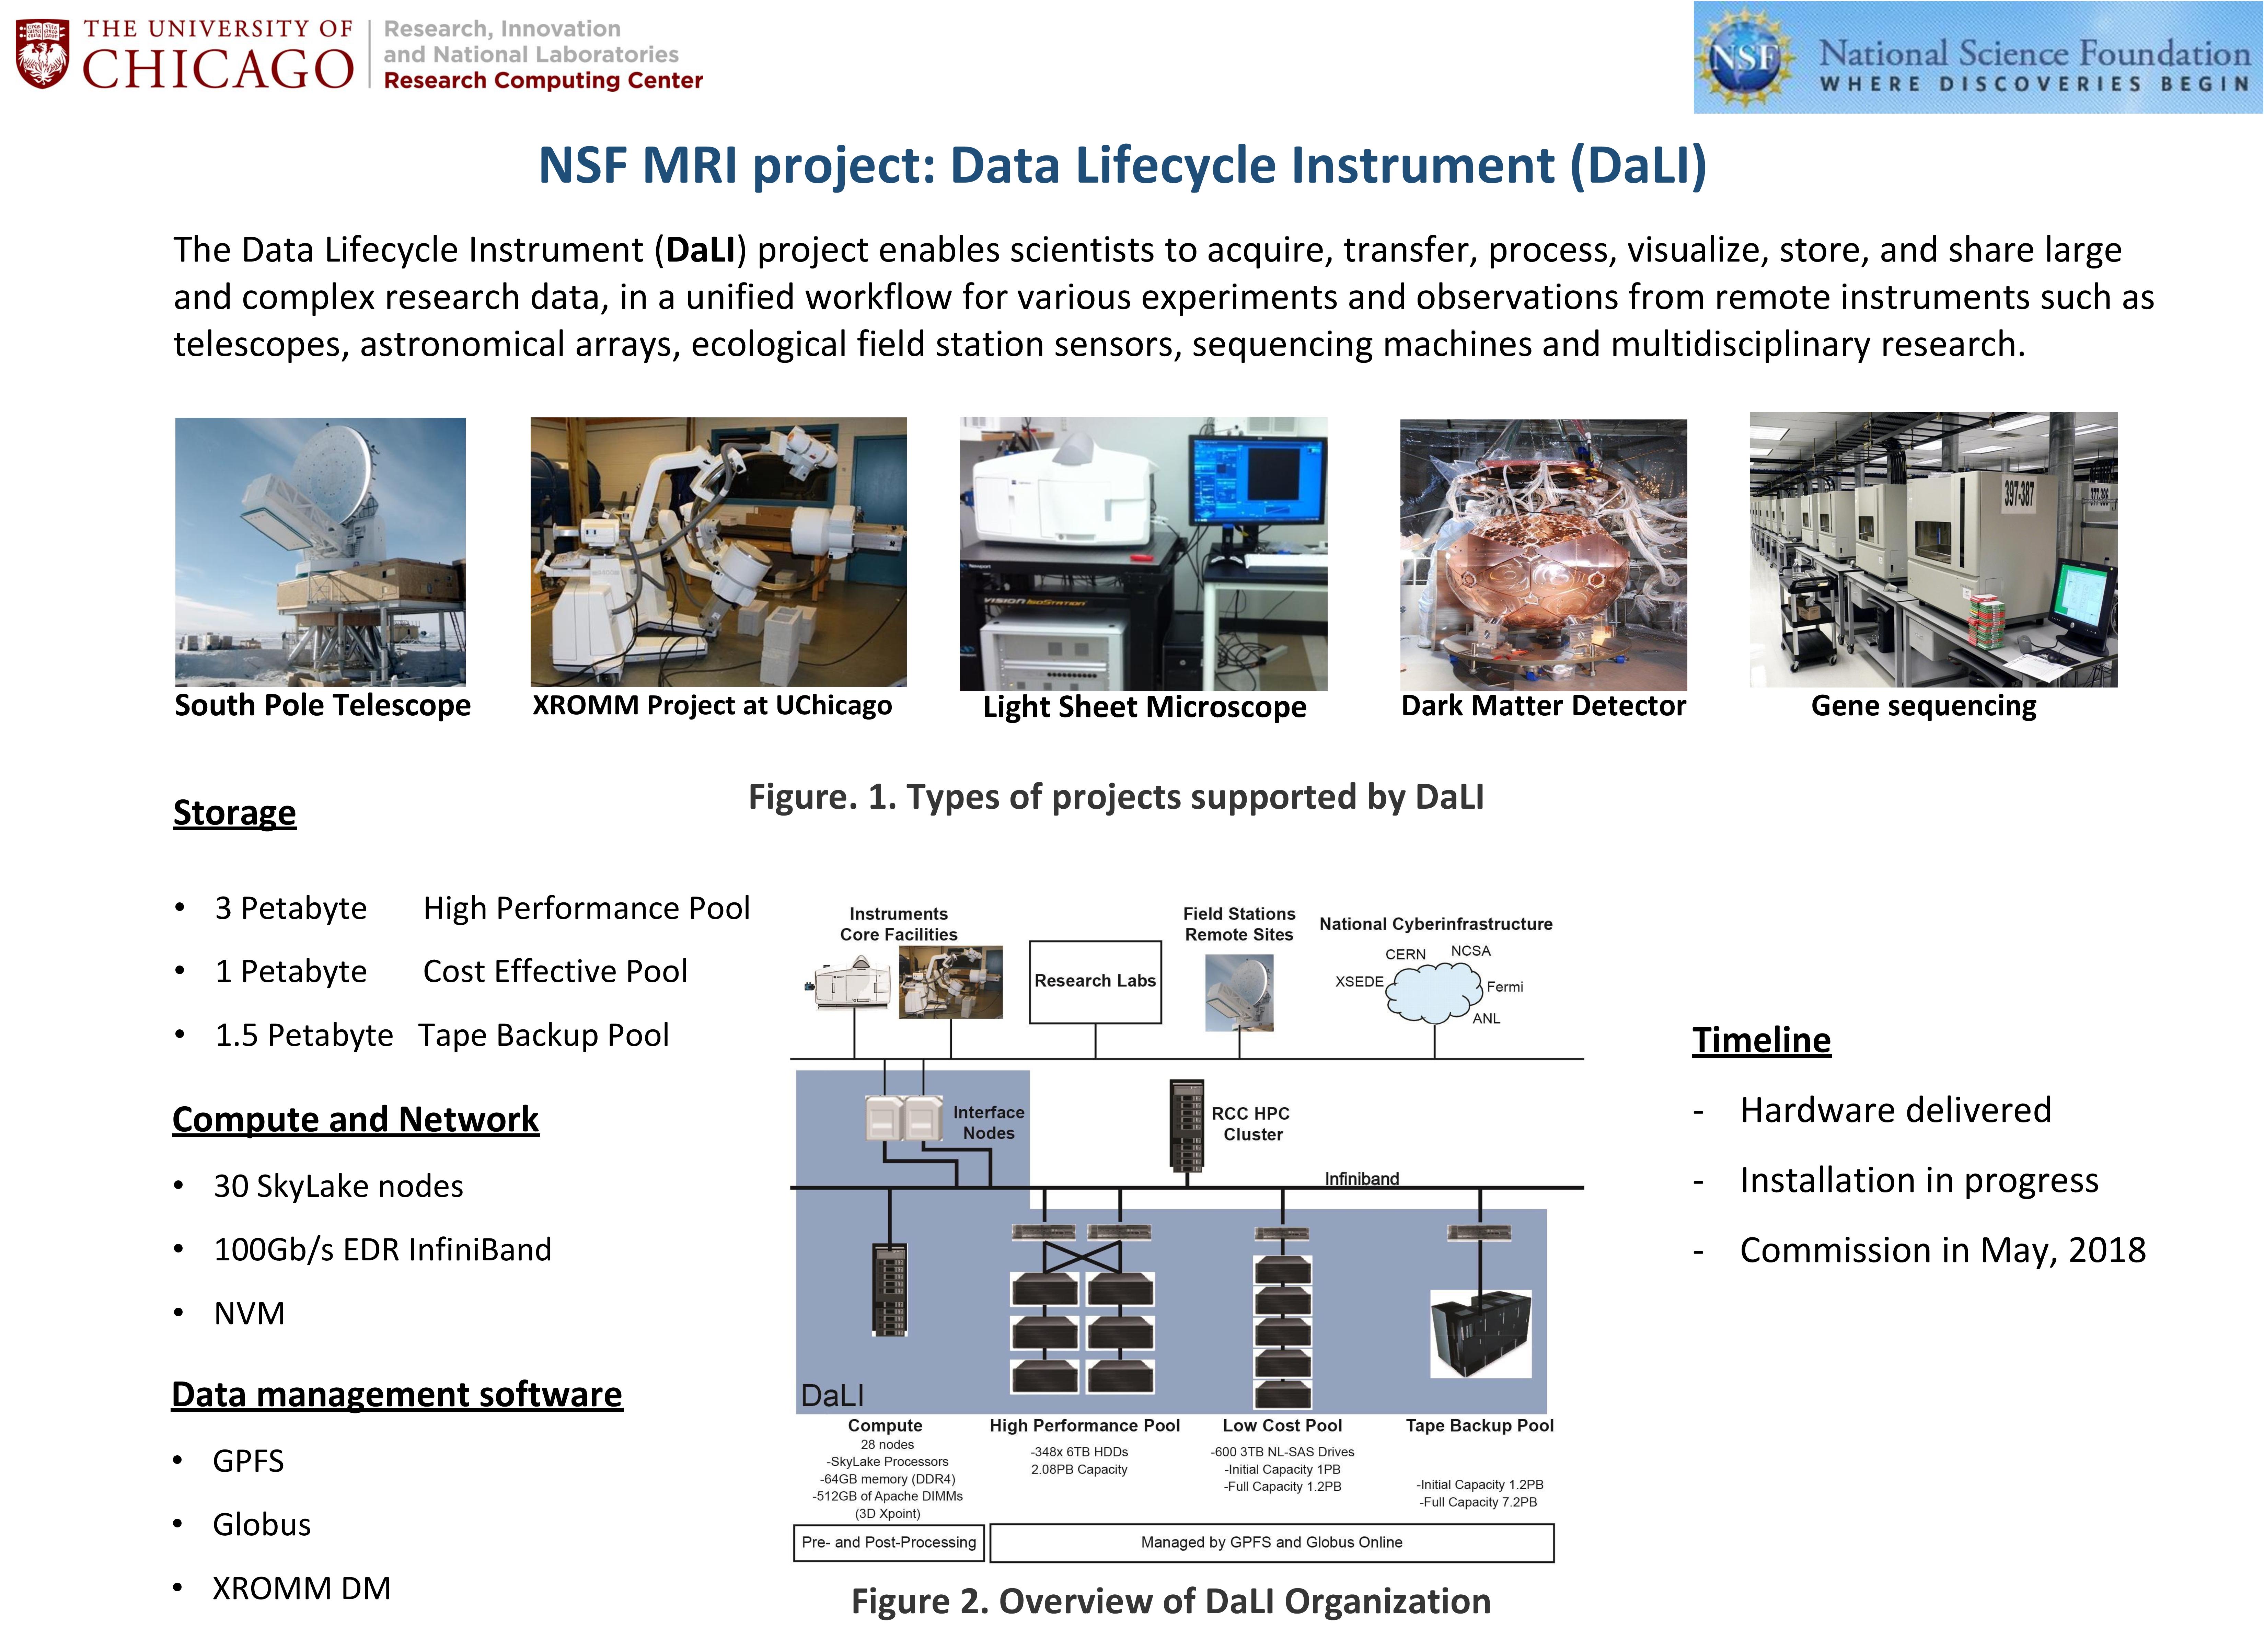 THE UNIVERSITY OF
CHICAGO
Research, Innovation
and National Laboratories
Research Computing Center
NSF
National Science Foundation
WHERE DISCOVERIES BEGIN
NSF MRI project: Data Lifecycle Instrument (DaLI)
The Data Lifecycle Instrument (DaLI) project enables scientists to acquire, transfer, process, visualize, store, and share large
and complex research data, in a unified workflow for various experiments and observations from remote instruments such as
telescopes, astronomical arrays, ecological field station sensors, sequencing machines and multidisciplinary research.
VISION IsoStation
397-387
South Pole Telescope
XROMM Project at UChicago
Light Sheet Microscope
Dark Matter Detector
Gene sequencing
Figure. 1. Types of projects supported by DaLI
Storage
• 3 Petabyte High Performance Pool
• 1 Petabyte Cost Effective Pool
• 1.5 Petabyte Tape Backup Pool
Compute and Network
• 30 SkyLake nodes
• 100Gb/s EDR InfiniBand
• NVM
Data management software
• GPFS
• Globus
• XROMM DM
Instruments
Core Facilities
Research Labs
Field Stations
Remote Sites
National Cyberinfrastructure
CERN
NCSA
XSEDE
Fermi
ANL
Interface
Nodes
RCC HPC
Cluster
Infiniband
DaLI
Compute
28 nodes
-SkyLake Processors
-64GB memory (DDR4)
-512GB of Apache DIMMs
(3D Xpoint)
High Performance Pool
-348x 6TB HDDs
2.08PB Capacity
Low Cost Pool
-600 3TB NL-SAS Drives
-Initial Capacity 1PB
-Full Capacity 1.2PB
Tape Backup Pool
-Initial Capacity 1.2PB
-Full Capacity 7.2PB
Pre- and Post-Processing
Managed by GPFS and Globus Online
Figure 2. Overview of DaLI Organization
Timeline
- Hardware delivered
- Installation in progress
- Commission in May, 2018